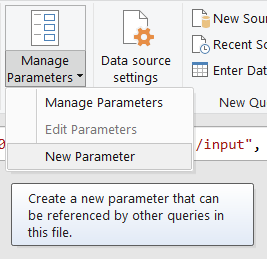 Manage
Parameters
Data source
settings
New Sour
Recent So
Enter Dat
New Qu
Manage Parameters
Edit Parameters
New Parameter
/input",
Create a new parameter that can
be referenced by other queries in
this file.